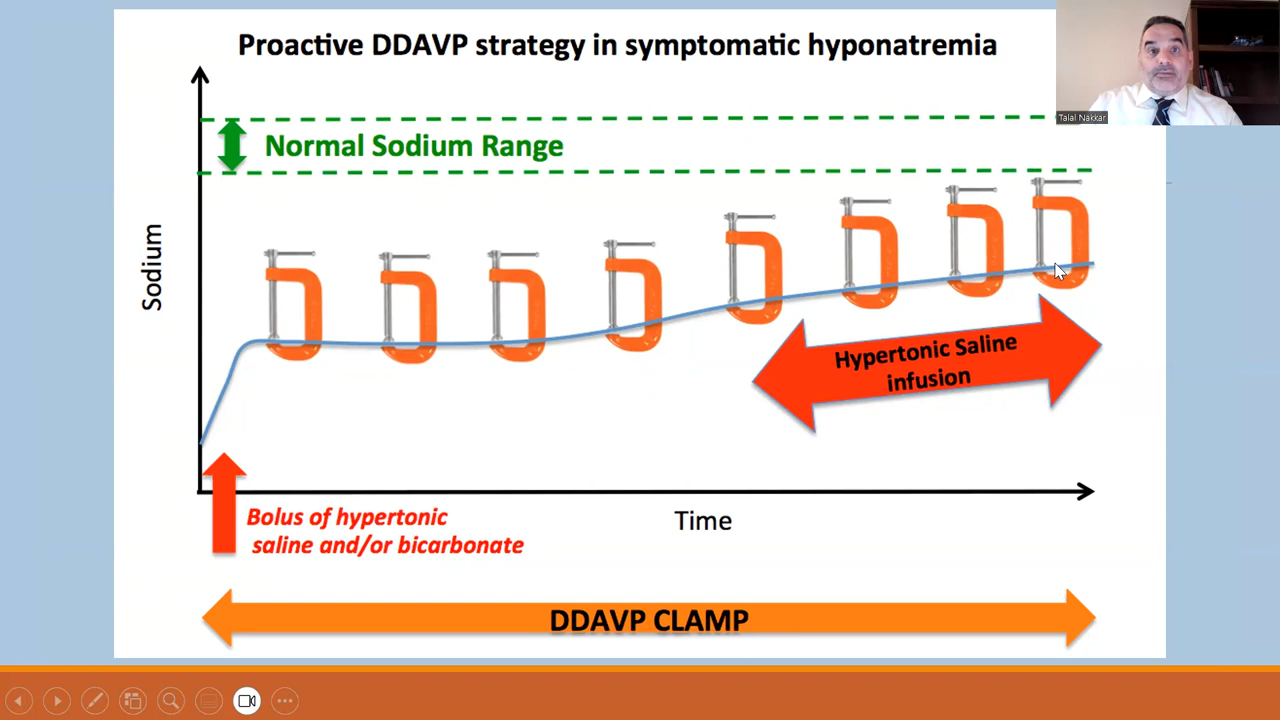 Proactive DDAVP strategy in symptomatic hyponatremia
Talal Nakkar
Normal Sodium Range
Sodium
Hypertonic Saline
infusion
Time
Bolus of hypertonic
saline and/or bicarbonate
DDAVP CLAMP